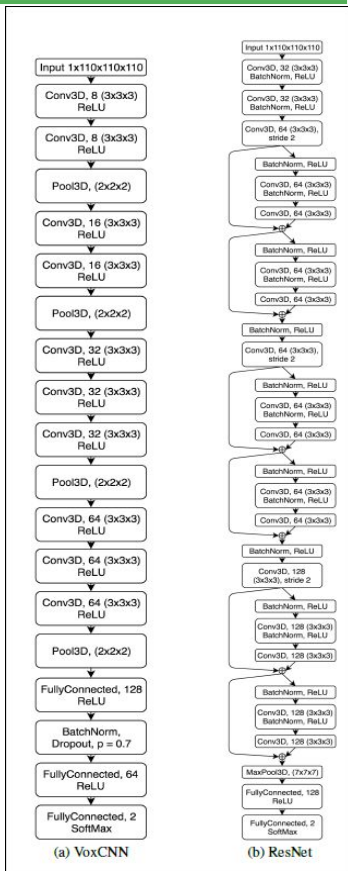 Input 1x110x110x110
Conv3D, 8 (3x3x3)
ReLU
Conv3D, 8 (3x3x3)
ReLU
Pool3D, (2x2x2)
Conv3D, 16 (3x3x3)
ReLU
Conv3D, 16 (3x3x3)
ReLU
Pool3D, (2x2x2)
Conv3D, 32 (3x3x3)
ReLU
Conv3D, 32 (3x3x3)
ReLU
Conv3D, 32 (3x3x3)
ReLU
Pool3D, (2x2x2)
Conv3D, 64 (3x3x3)
ReLU
Conv3D, 64 (3x3x3)
ReLU
Conv3D, 64 (3x3x3)
ReLU
Pool3D, (2x2x2)
FullyConnected, 128
ReLU
BatchNorm,
Dropout, p = 0.7
FullyConnected, 64
ReLU
FullyConnected, 2
SoftMax
(a) VoxCNN
Input 1x110x110x110
Conv3D, 32 (3x3x3)
BatchNorm, ReLU
Conv3D, 32 (3x3x3)
BatchNorm, ReLU
Conv3D, 64 (3x3x3),
stride 2
BatchNorm, ReLU
Conv3D, 64 (3x3x3)
BatchNorm, ReLU
Conv3D, 64 (3x3x3)
BatchNorm, ReLU
Conv3D, 64 (3x3x3)
BatchNorm, ReLU
Conv3D, 64 (3x3x3)
BatchNorm, ReLU
Conv3D, 64 (3x3x3),
stride 2
BatchNorm, ReLU
Conv3D, 64 (3x3x3)
BatchNorm, ReLU
Conv3D, 64 (3x3x3)
BatchNorm, ReLU
Conv3D, 64 (3x3x3)
BatchNorm, ReLU
Conv3D, 64 (3x3x3)
BatchNorm, ReLU
Conv3D, 128
(3x3x3), stride 2
BatchNorm, ReLU
Conv3D, 128 (3x3x3)
BatchNorm, ReLU
Conv3D, 128 (3x3x3)
BatchNorm, ReLU
Conv3D, 128 (3x3x3)
BatchNorm, ReLU
Conv3D, 128 (3x3x3)
MaxPool3D, (7x7x7)
FullyConnected, 128
ReLU
FullyConnected, 2
SoftMax
(b) ResNet